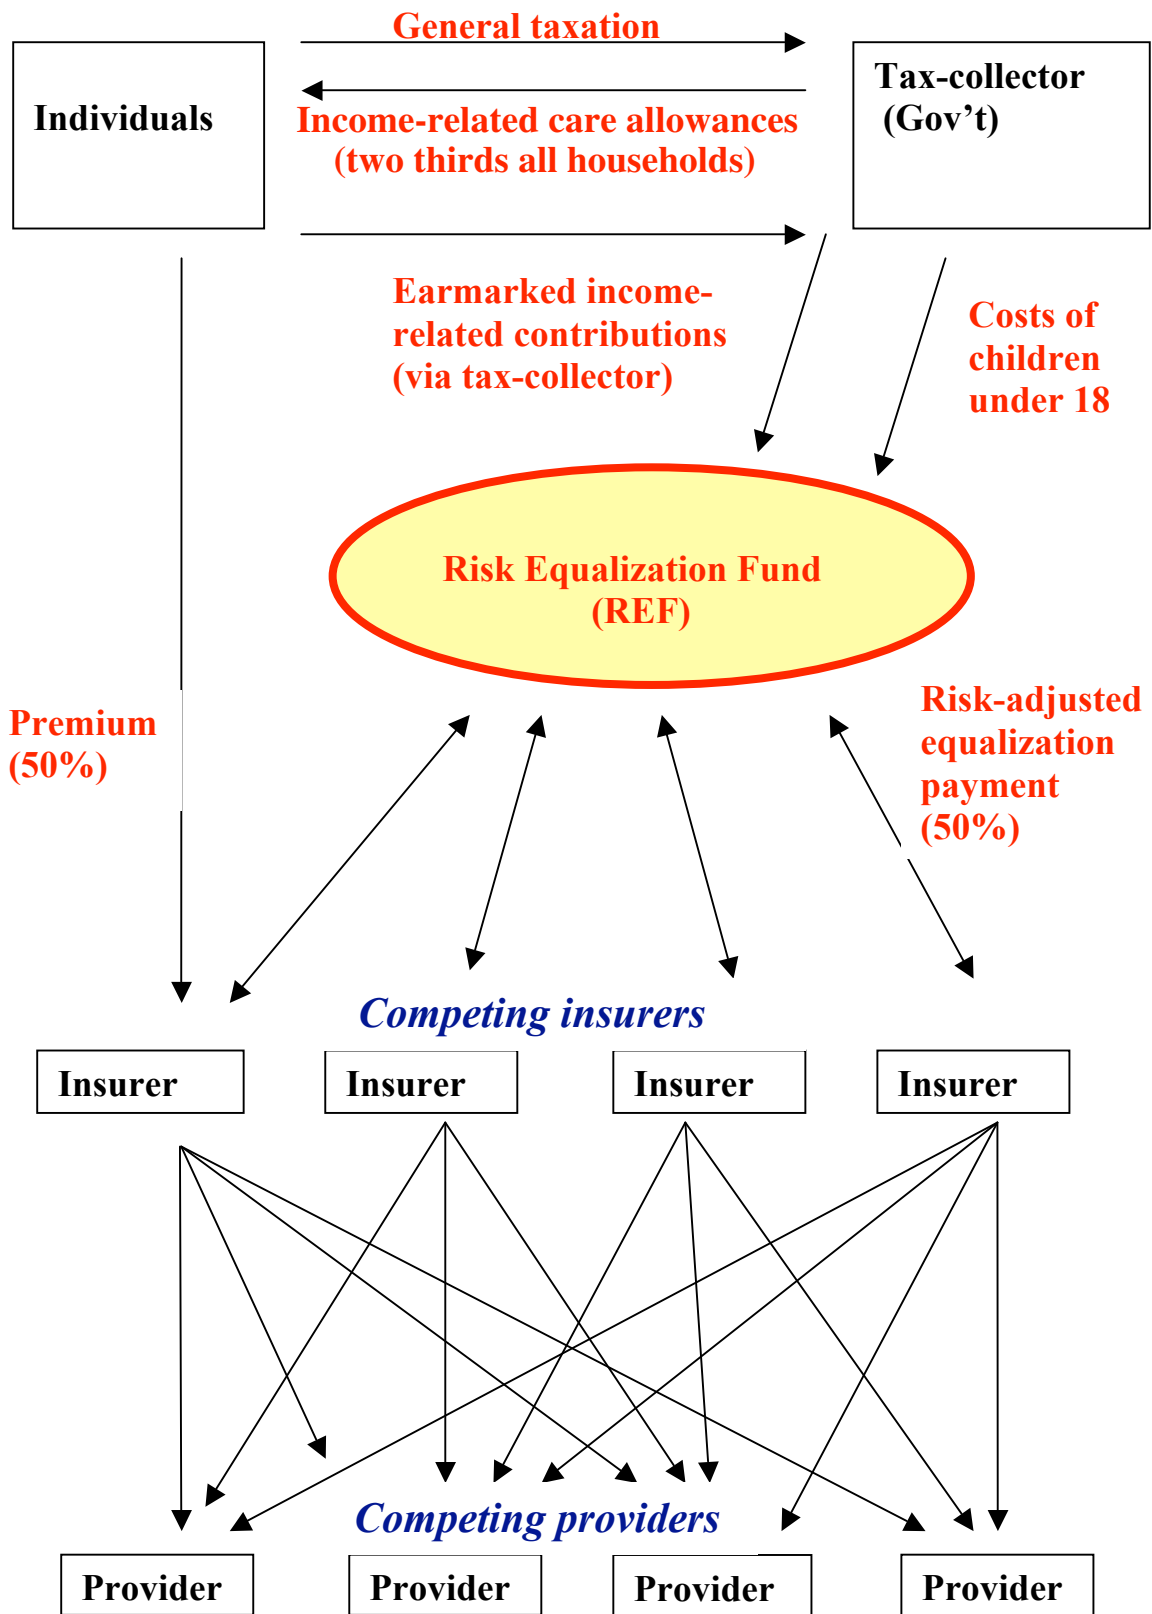 General taxation
Individuals
Tax-collector
(Gov’t)
Income-related care allowances
(two thirds all households)
Earmarked income-
related contributions
(via tax-collector)
Costs of
children
under 18
Risk Equalization Fund
(REF)
Premium
(50%)
Risk-adjusted
equalization
payment
(50%)
Competing insurers
Insurer
Insurer
Insurer
Insurer
Competing providers
Provider
Provider
Provider
Provider